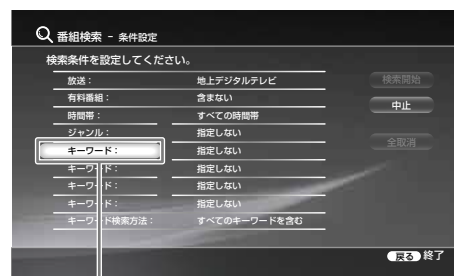 番組検索 - 条件設定
検索条件を設定してください。
放送： 地上デジタルテレビ
有料番組： 含まない
時間帯： すべての時間帯
ジャンル： 指定しない
キーワード： 指定しない
キーワード： 指定しない
キーワード： 指定しない
キーワード： 指定しない
キーワード検索方法： すべてのキーワードを含む
検索開始
中止
全取消
戻る 終了